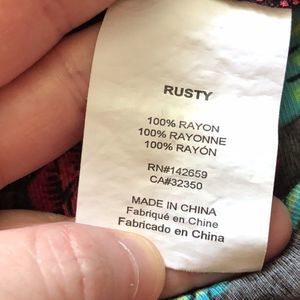 RUSTY
100% RAYON
100% RAYONNE
100% RAYÓN
RN#142659
CA#32350
MADE IN CHINA
Fabriqué en Chine
Fabricado en China